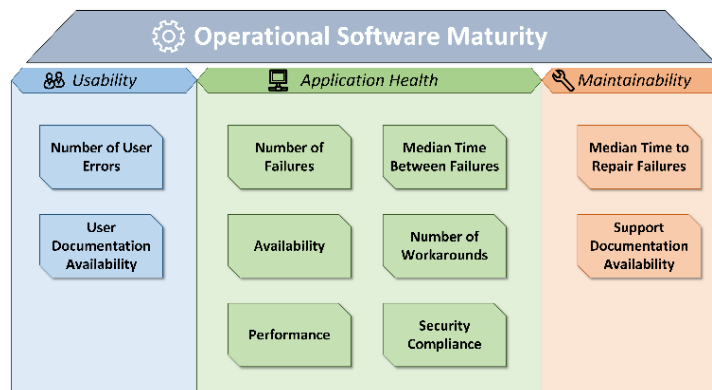 Operational Software Maturity
Usability
Application Health
Maintainability
Number of User
Errors
User
Documentation
Availability
Number of
Failures
Median Time
Between Failures
Availability
Number of
Workarounds
Performance
Security
Compliance
Median Time to
Repair Failures
Support
Documentation
Availability